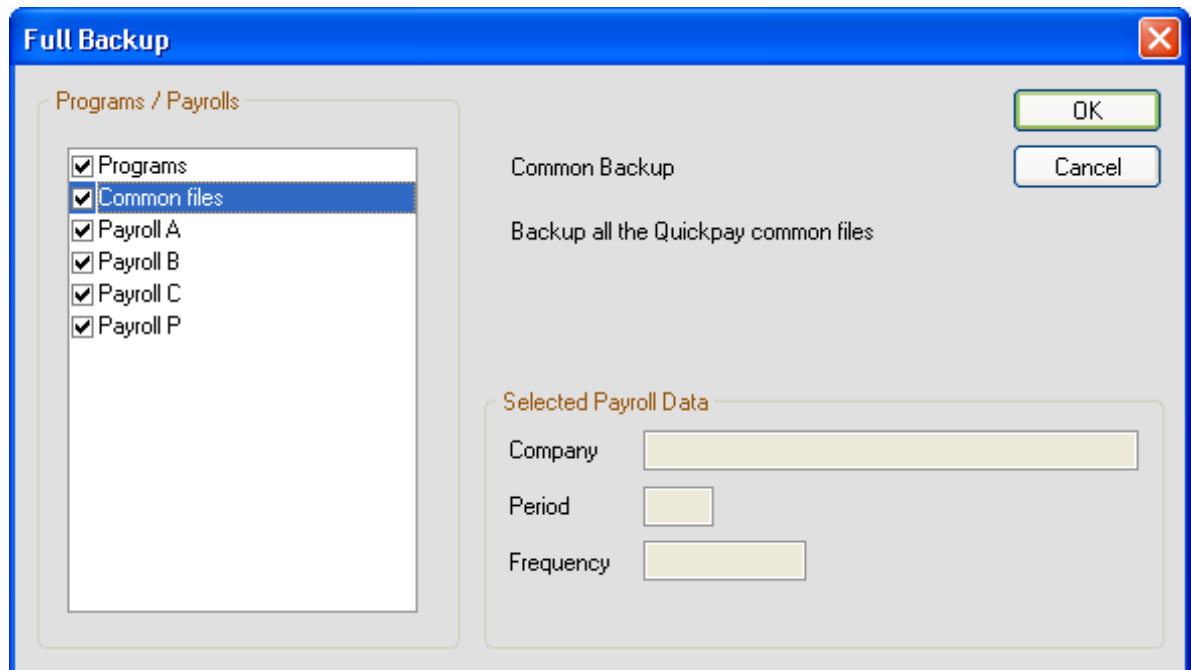 Full Backup
Programs / Payrolls
Programs
Common files
Payroll A
Payroll B
Payroll C
Payroll P
OK
Cancel
Common Backup
Backup all the Quickpay common files
Selected Payroll Data
Company
Period
Frequency